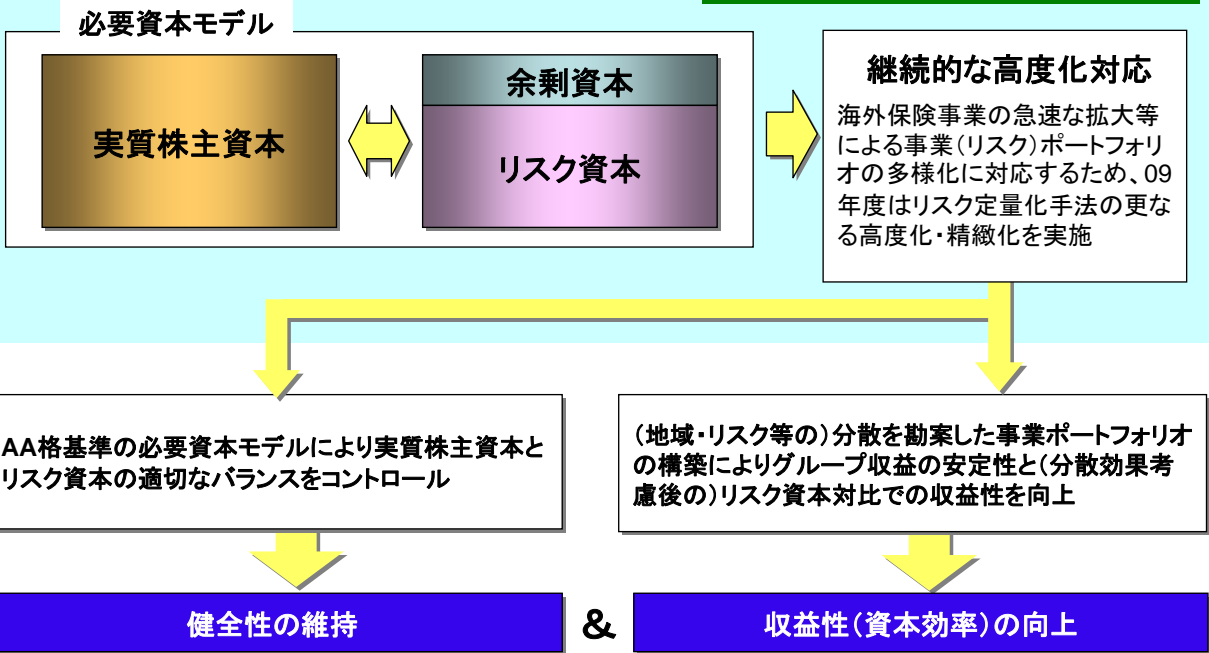 必要資本モデル
実質株主資本
余剰資本
リスク資本
継続的な高度化対応
海外保険事業の急速な拡大等
による事業(リスク)ポートフォリ
オの多様化に対応するため、09
年度はリスク定量化手法の更な
る高度化・精緻化を実施
AA格基準の必要資本モデルにより実質株主資本と
リスク資本の適切なバランスをコントロール
(地域・リスク等の)分散を勘案した事業ポートフォリオ
の構築によりグループ収益の安定性と(分散効果考
慮後の)リスク資本対比での収益性を向上
健全性の維持
&
収益性(資本効率)の向上